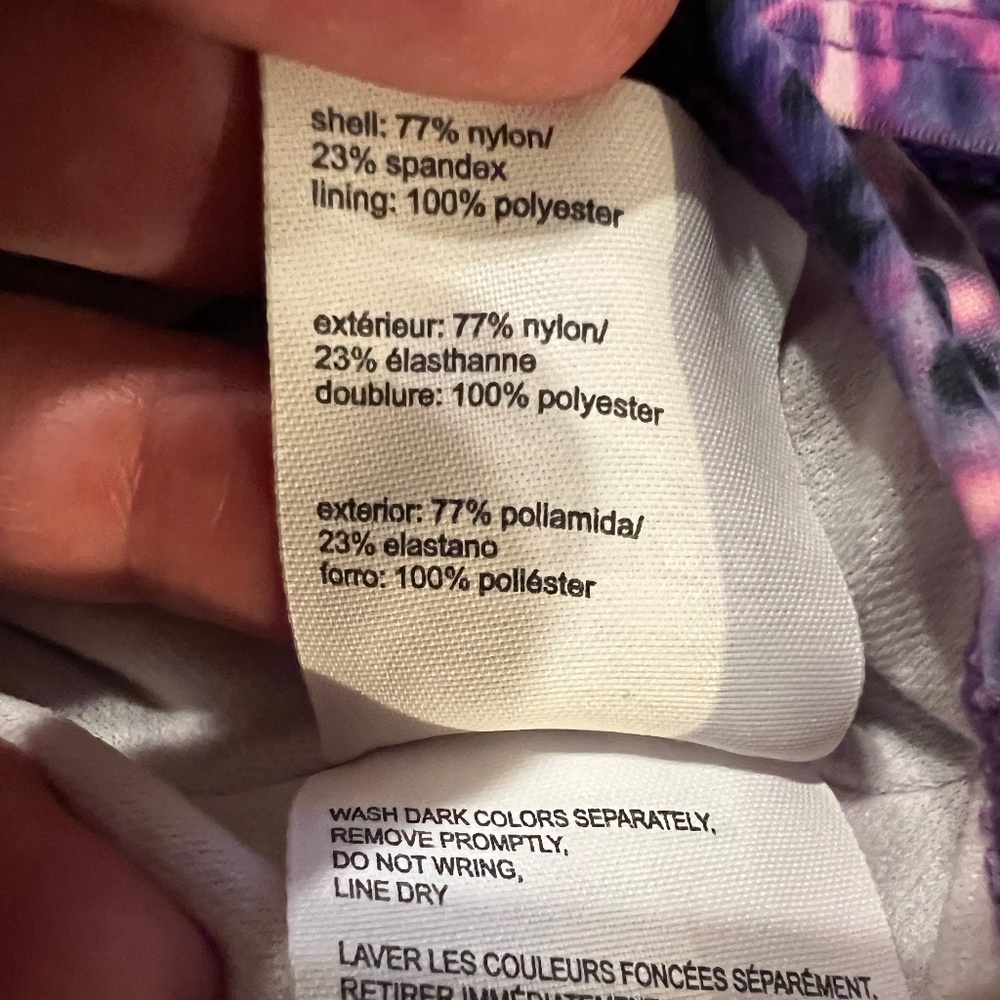 shell: 77% nylon/
23% spandex
lining: 100% polyester
extérieur: 77% nylon/
23% élasthanne
doublure: 100% polyester
exterior: 77% poliamida/
23% elastano
forro: 100% poliéster
WASH DARK COLORS SEPARATELY,
REMOVE PROMPTLY,
DO NOT WRING,
LINE DRY
LAVER LES COULEURS FONCÉES SÉPARÉMENT,
RETIRER IMMÉDIATEMENT